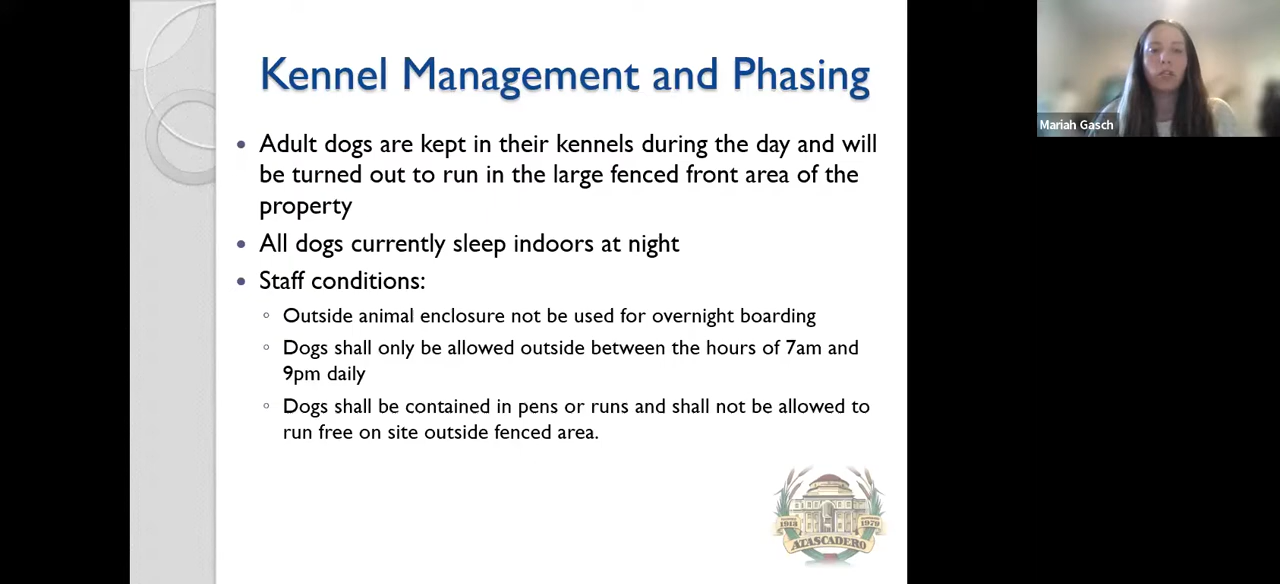 Kennel Management and Phasing
Adult dogs are kept in their kennels during the day and will
be turned out to run in the large fenced front area of the
property
All dogs currently sleep indoors at night
Staff conditions:
Outside animal enclosure not be used for overnight boarding
Dogs shall only be allowed outside between the hours of 7am and
9pm daily
Dogs shall be contained in pens or runs and shall not be allowed to
run free on site outside fenced area.
Mariah Gasch
1913
1979
ATASCADERO